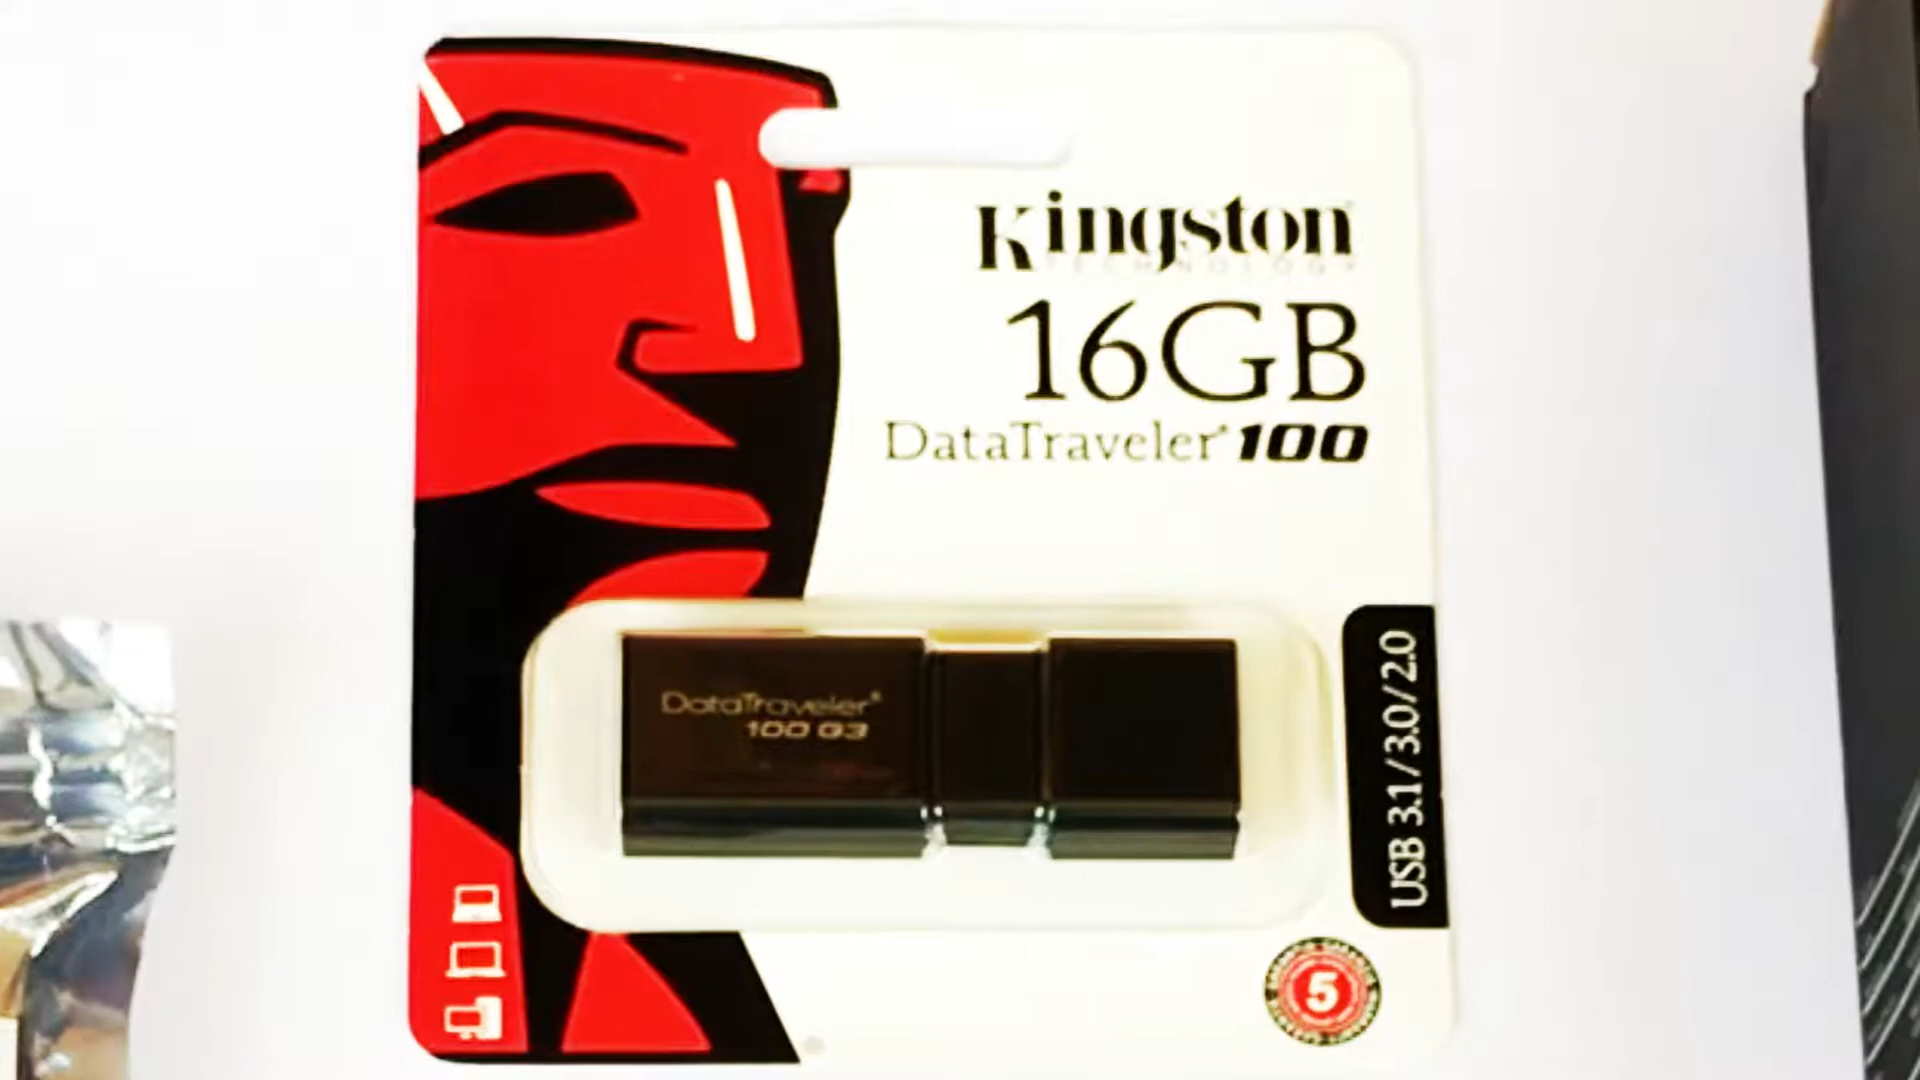 Kingston
TECHNOLOGY
16GB
DataTraveler® 100
DataTraveler®
100 G3
USB 3.1/3.0/2.0
5